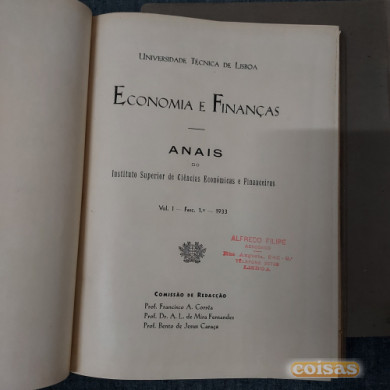 UNIVERSIDADE TÉCNICA DE LISBOA
ECONOMIA E FINANÇAS
ANAIS
DO
Instituto Superior de Ciências Económicas e Financeiras
Vol. I — Fasc. 1.º — 1933
ALFREDO FILIPE
LISBOA
COMISSÃO DE REDACÇÃO
Prof. Francisco A. Corrêa
Prof. Dr. A. L. de Mira Fernandes
Prof. Bento de Jesus Caraça
coisas